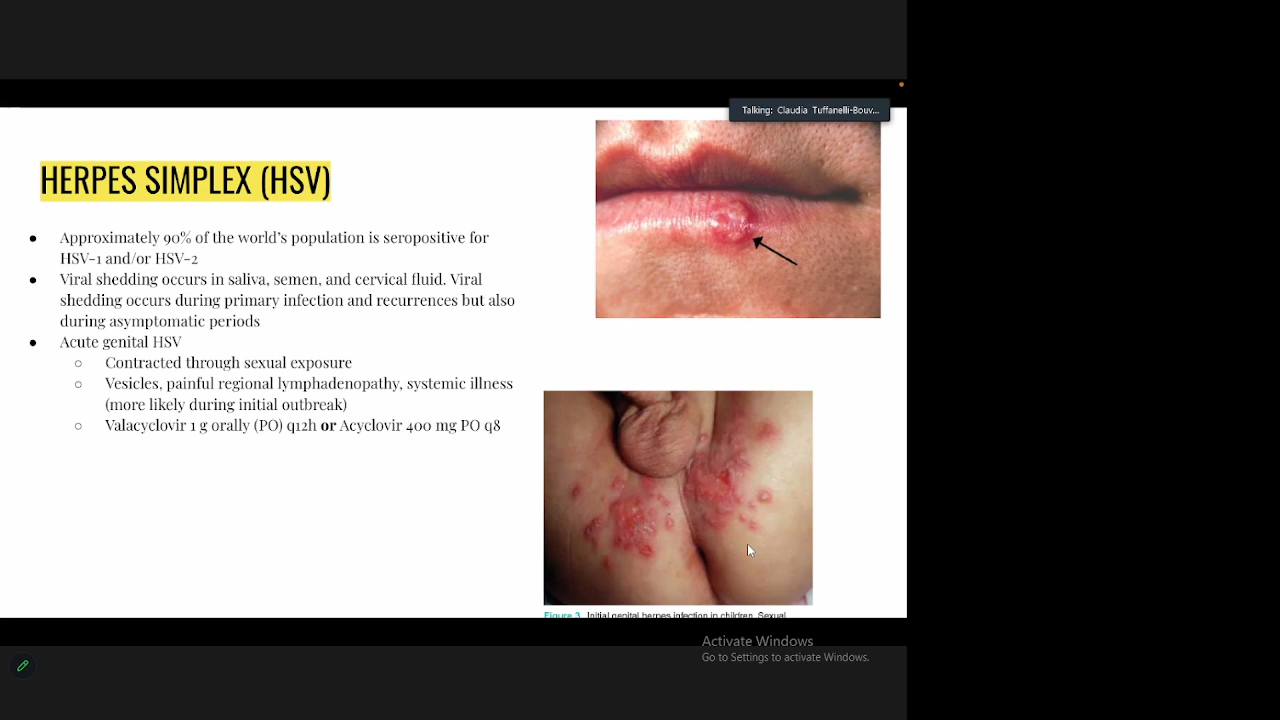 Talking: Claudia Tuffanelli-Bouv...
HERPES SIMPLEX (HSV)
● Approximately 90% of the world's population is seropositive for
HSV-1 and/or HSV-2
● Viral shedding occurs in saliva, semen, and cervical fluid. Viral
shedding occurs during primary infection and recurrences but also
during asymptomatic periods
● Acute genital HSV
○ Contracted through sexual exposure
○ Vesicles, painful regional lymphadenopathy, systemic illness
(more likely during initial outbreak)
○ Valacyclovir 1 g orally (PO) q12h or Acyclovir 400 mg PO q8
Figure 3. Initial genital herpes infection in children. Sexual
Activate Windows
Go to Settings to activate Windows.